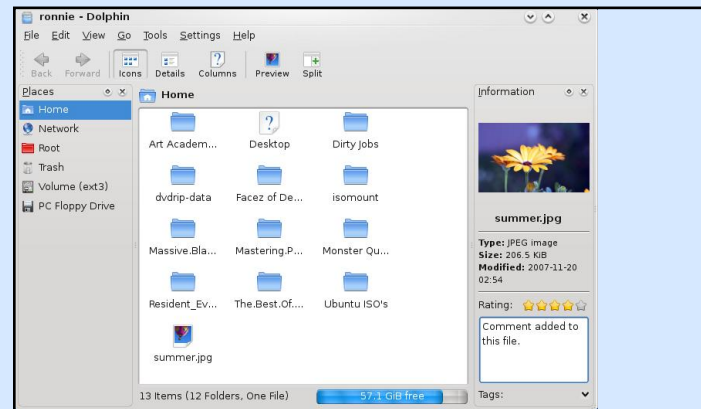 ronnie - Dolphin
File Edit View Go Tools Settings Help
Back Forward Icons Details Columns Preview Split
Places
Home
Network
Root
Trash
Volume (ext3)
PC Floppy Drive
Home
Art Academ... Desktop Dirty Jobs
dvdrip-data Facez of De... isomount
Massive.Bla... Mastering.P... Monster Qu...
Resident_Ev... The.Best.Of.... Ubuntu ISO's
summer.jpg
13 Items (12 Folders, One File) 57.1 GiB free
Information
summer.jpg
Type: JPEG image
Size: 206.5 KiB
Modified: 2007-11-20
02:54
Rating:
Comment added to
this file.
Tags: